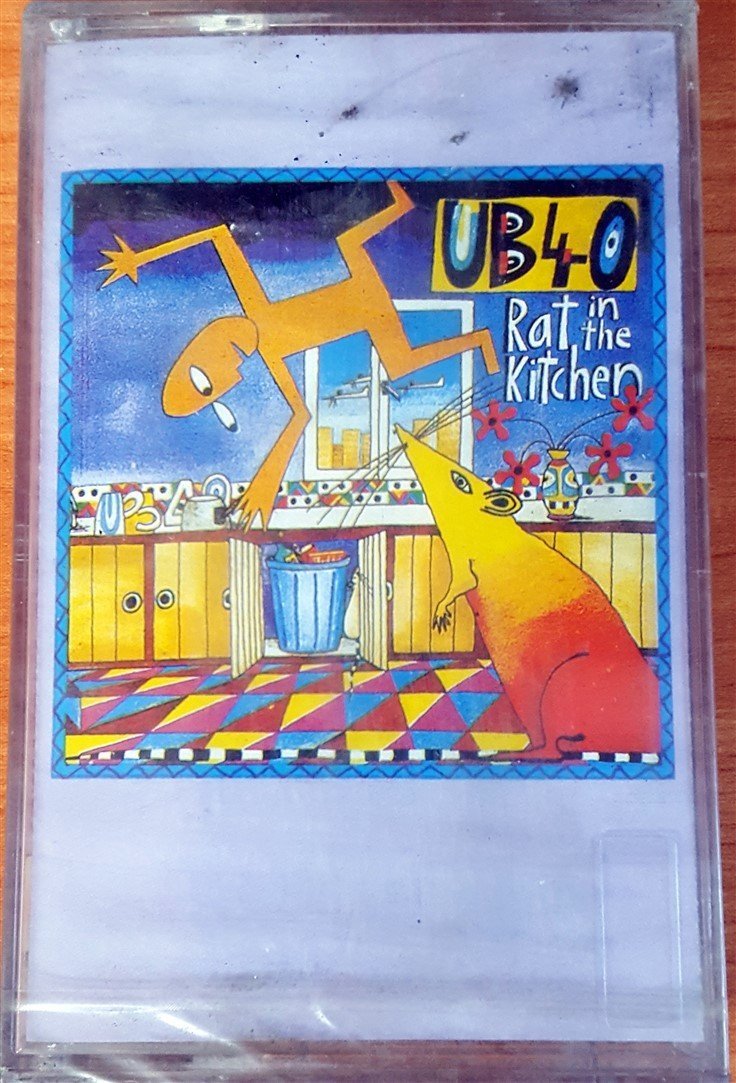 UB40
Rat in
the
Kitchen
UB40